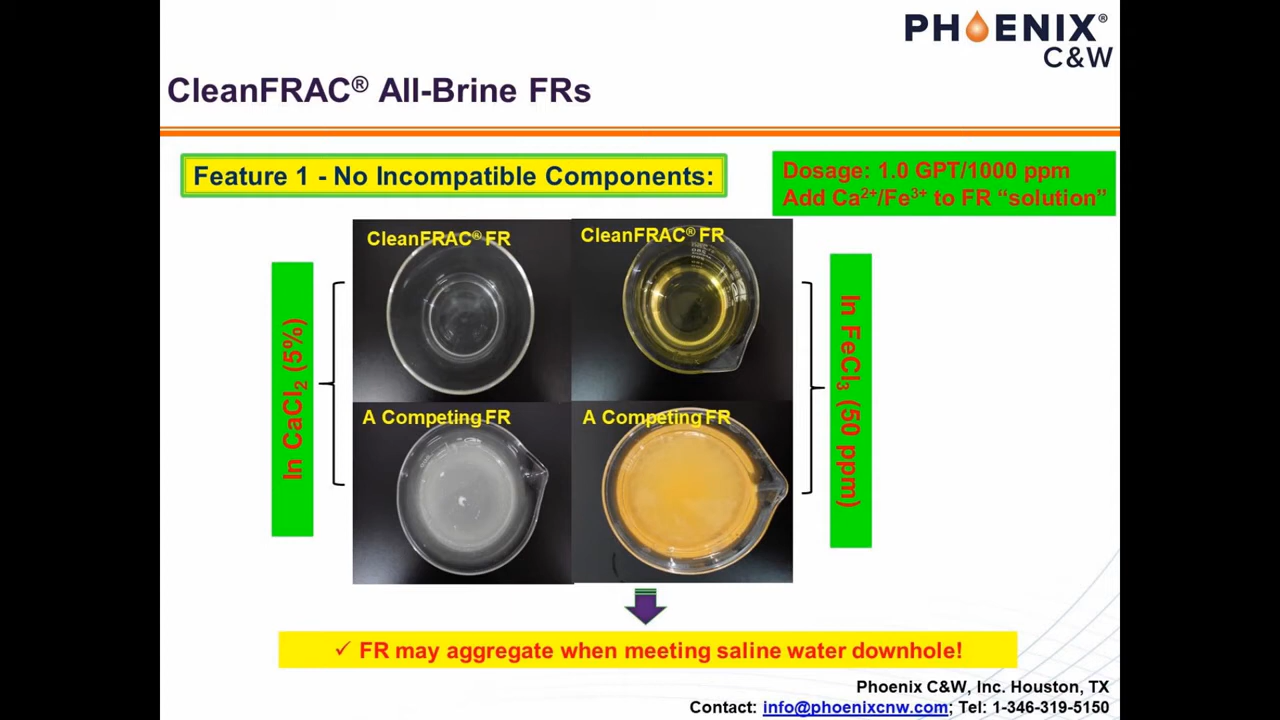 PHOENIX®
C&W
CleanFRAC® All-Brine FRs
Feature 1 - No Incompatible Components:
Dosage: 1.0 GPT/1000 ppm
Add Ca²⁺/Fe³⁺ to FR “solution”
CleanFRAC® FR
CleanFRAC® FR
In CaCl₂ (5%)
In FeCl₃ (50 ppm)
A Competing FR
A Competing FR
✓ FR may aggregate when meeting saline water downhole!
Phoenix C&W, Inc. Houston, TX
Contact: info@phoenixcnw.com; Tel: 1-346-319-5150